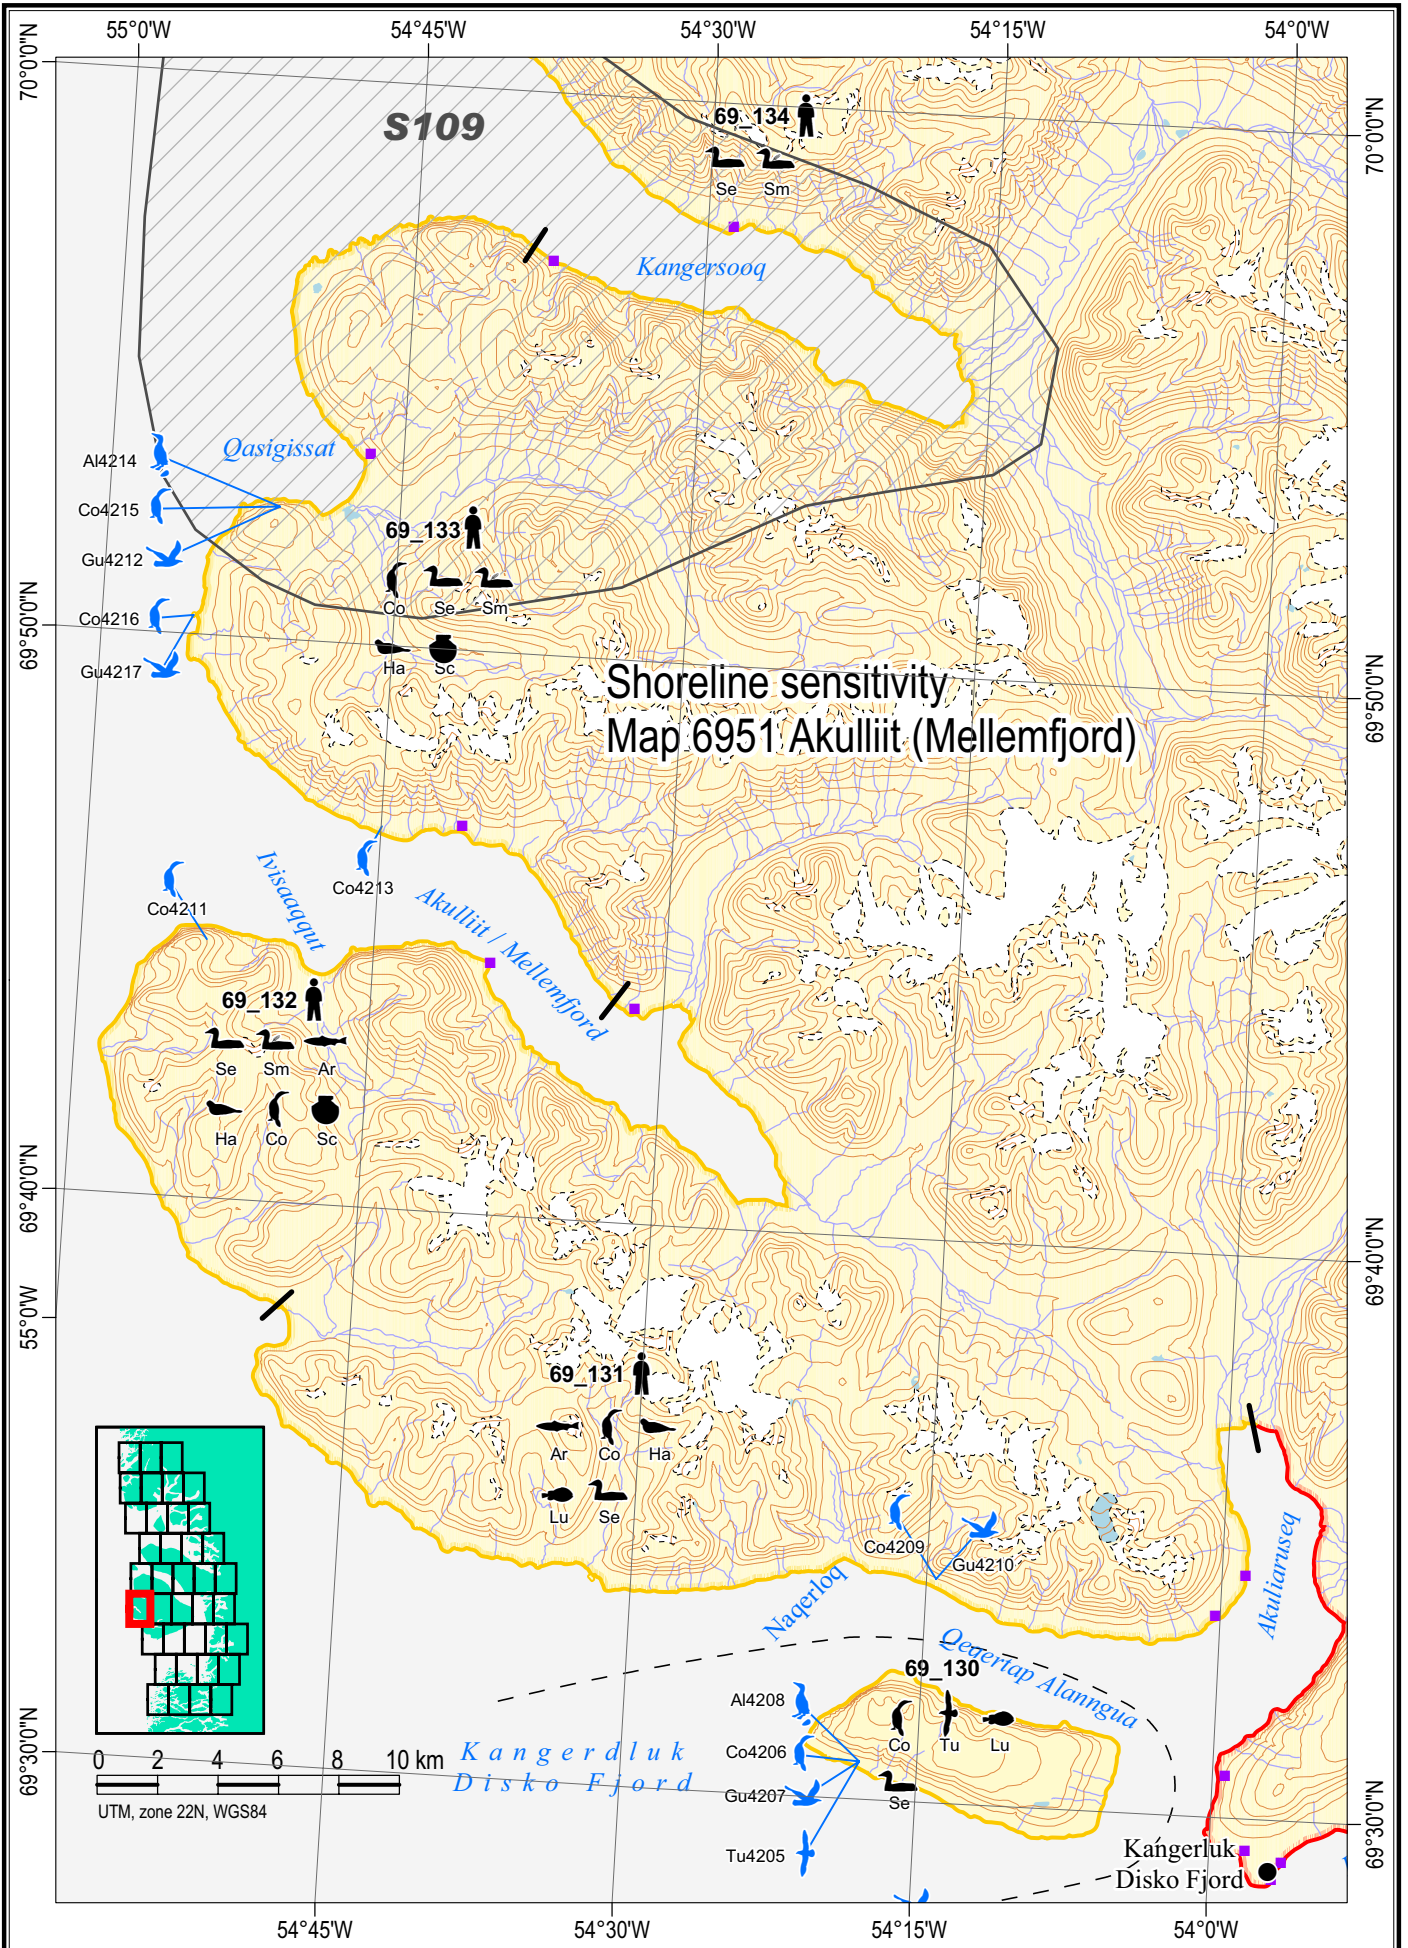 55°0'W 54°45'W 54°30'W 54°15'W 54°0'W
70°0'0"N
70°0'0"N
S109
69_134
Se Sm
Kangersooq
Qasigissat
Al4214
Co4215
Gu4212
Co4216
Gu4217
69_133
Co Se Sm
Ha Sc
69°50'0"N
69°50'0"N
Shoreline sensitivity
Map 6951 Akulliit (Mellemfjord)
Co4213
Co4211
Ivisaaqqut
Akulliit / Mellemfjord
69_132
Se Sm Ar
Ha Co Sc
69°40'0"N
69°40'0"N
55°0'W
69_131
Ar Co Ha
Lu Se
Co4209
Gu4210
Akuliaruseq
Naqerloq
Qeqertap Alanngua
69_130
Co Tu Lu
Se
Al4208
Co4206
Gu4207
Tu4205
Kangerdluk
Disko Fjord
0 2 4 6 8 10 km
UTM, zone 22N, WGS84
69°30'0"N
69°30'0"N
Kangerluk
Disko Fjord
54°45'W 54°30'W 54°15'W 54°0'W